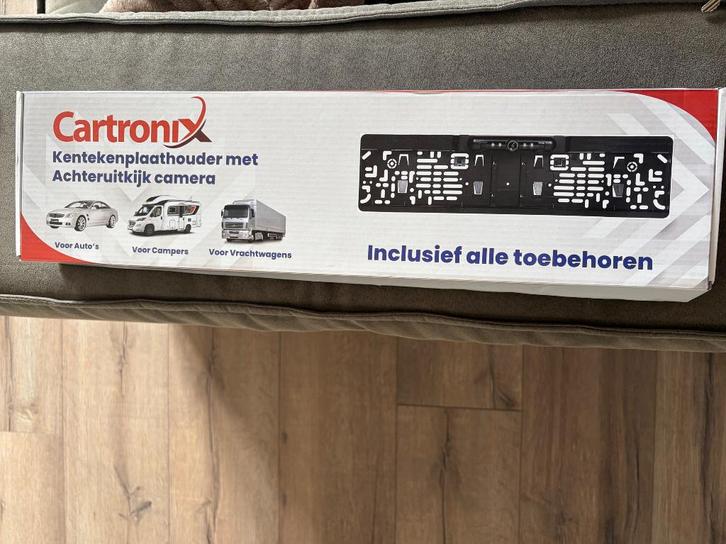 Cartronix
Kentekenplaathouder met
Achteruitkijk camera
Voor Auto's
Voor Campers
Voor Vrachtwagens
Inclusief alle toebehoren